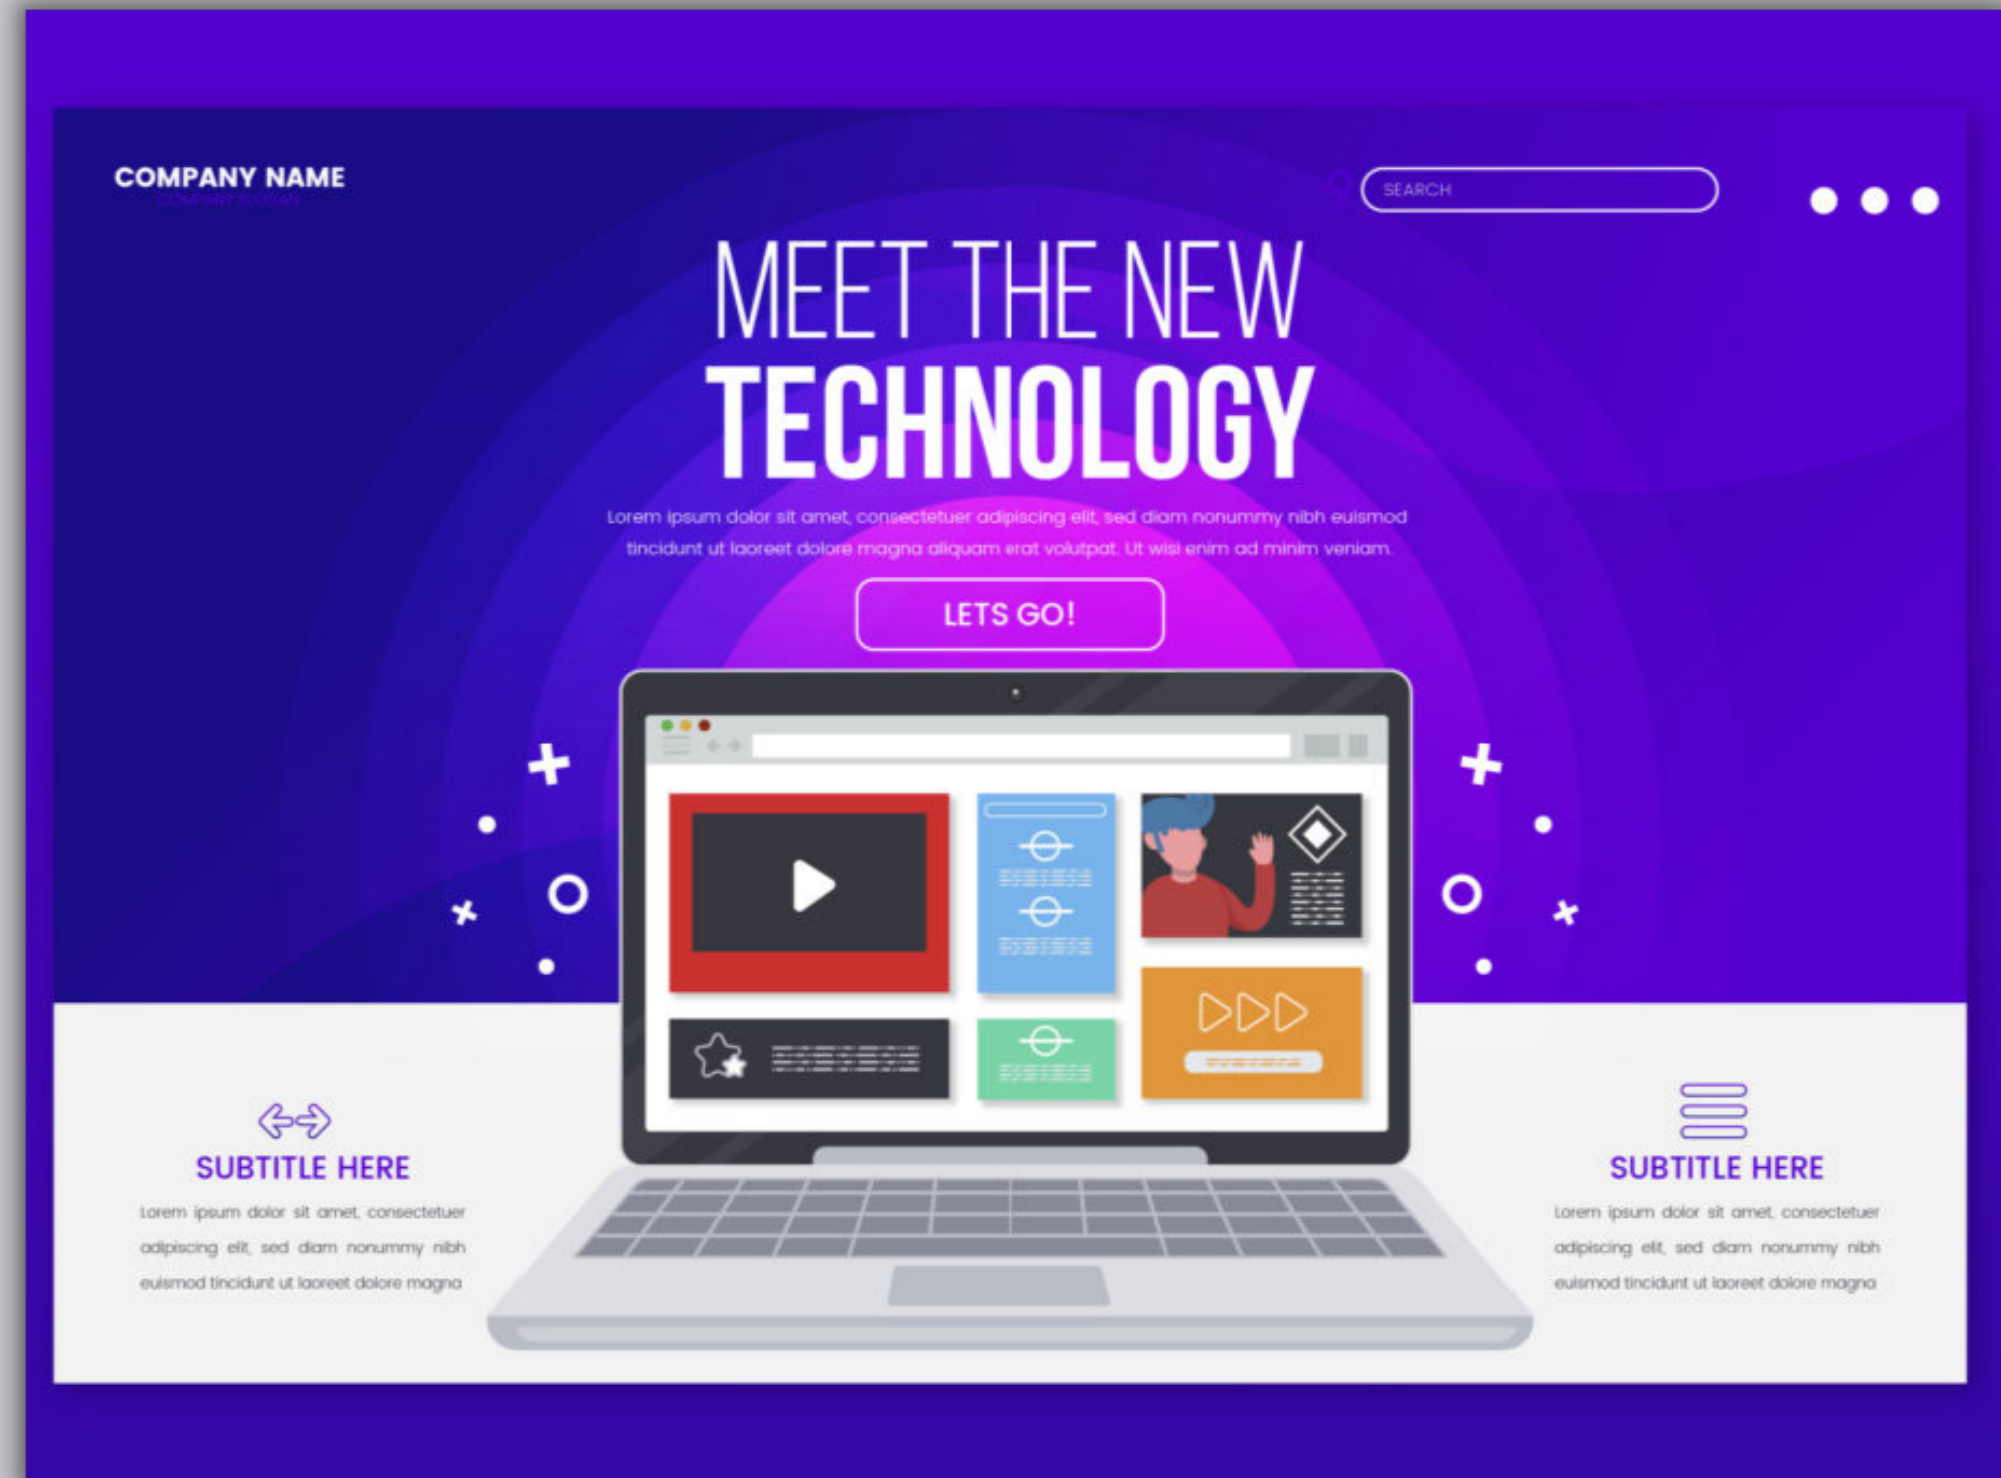 COMPANY NAME
COMPANY SLOGAN
SEARCH
MEET THE NEW
TECHNOLOGY
Lorem ipsum dolor sit amet, consectetuer adipiscing elit, sed diam nonummy nibh euismod
tincidunt ut laoreet dolore magna aliquam erat volutpat. Ut wisi enim ad minim veniam.
LETS GO!
SUBTITLE HERE
Lorem ipsum dolor sit amet, consectetuer
adipiscing elit, sed diam nonummy nibh
euismod tincidunt ut laoreet dolore magna
SUBTITLE HERE
Lorem ipsum dolor sit amet, consectetuer
adipiscing elit, sed diam nonummy nibh
euismod tincidunt ut laoreet dolore magna